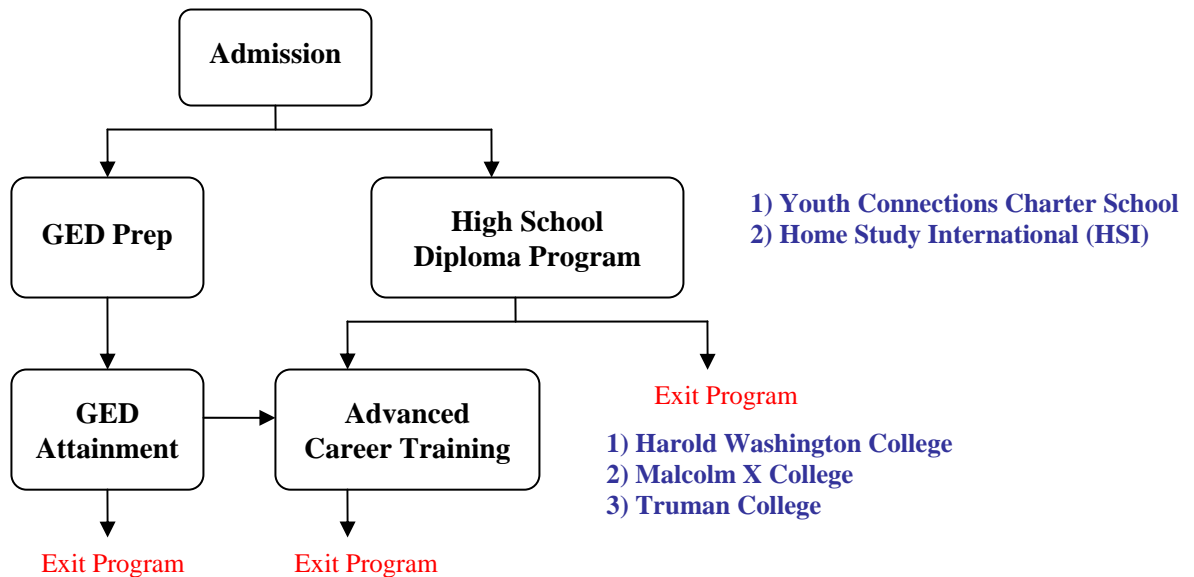 Admission
GED Prep
High School
Diploma Program
1) Youth Connections Charter School
2) Home Study International (HSI)
GED
Attainment
Advanced
Career Training
Exit Program
1) Harold Washington College
2) Malcolm X College
3) Truman College
Exit Program
Exit Program